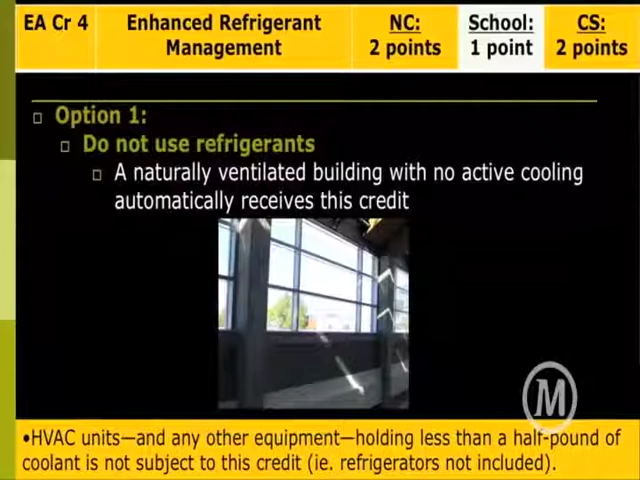 EA Cr 4
Enhanced Refrigerant
Management
NC:
2 points
School:
1 point
CS:
2 points
Option 1:
Do not use refrigerants
A naturally ventilated building with no active cooling
automatically receives this credit
M
•HVAC units—and any other equipment—holding less than a half-pound of
coolant is not subject to this credit (ie. refrigerators not included).